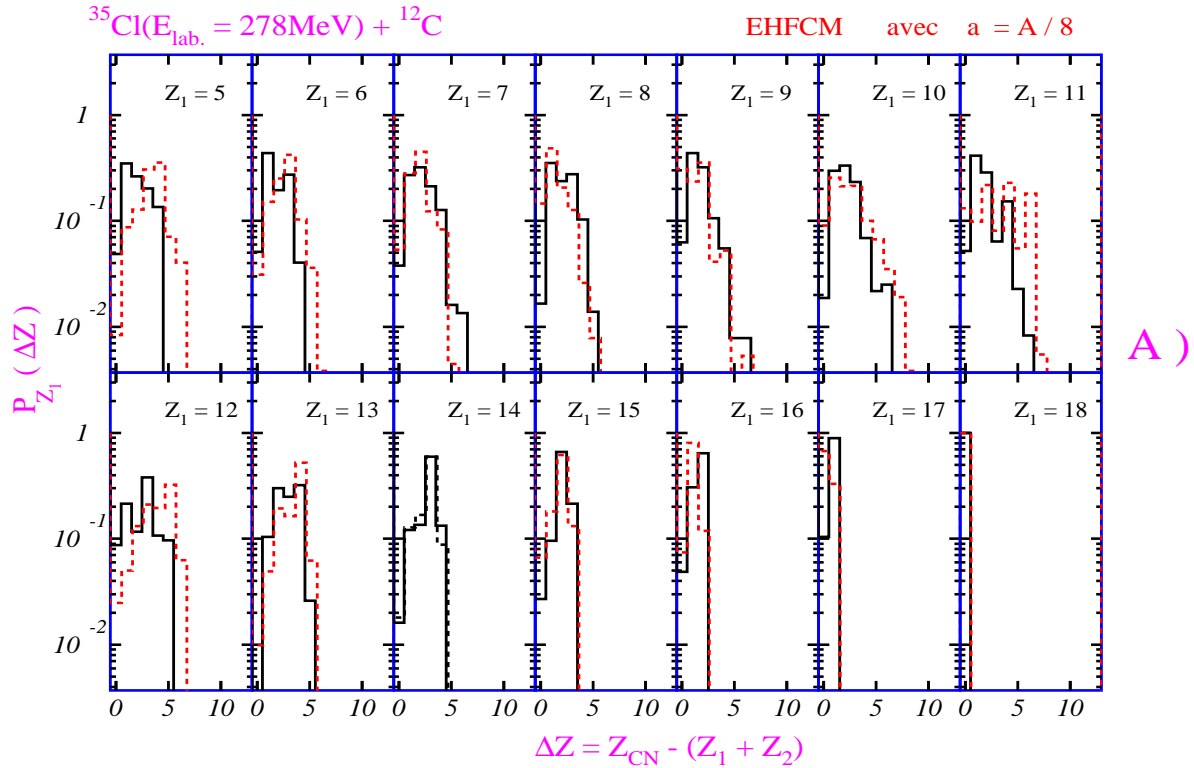 ³⁵Cl(E_lab. = 278MeV) + ¹²C EHFCM avec a = A / 8
Z₁ = 5 Z₁ = 6 Z₁ = 7 Z₁ = 8 Z₁ = 9 Z₁ = 10 Z₁ = 11
1
10⁻¹
10⁻²
A )
P_Z₁ ( ΔZ )
Z₁ = 12 Z₁ = 13 Z₁ = 14 Z₁ = 15 Z₁ = 16 Z₁ = 17 Z₁ = 18
1
10⁻¹
10⁻²
0 5 10 0 5 10 0 5 10 0 5 10 0 5 10 0 5 10 0 5 10
ΔZ = Z_CN - (Z₁ + Z₂)